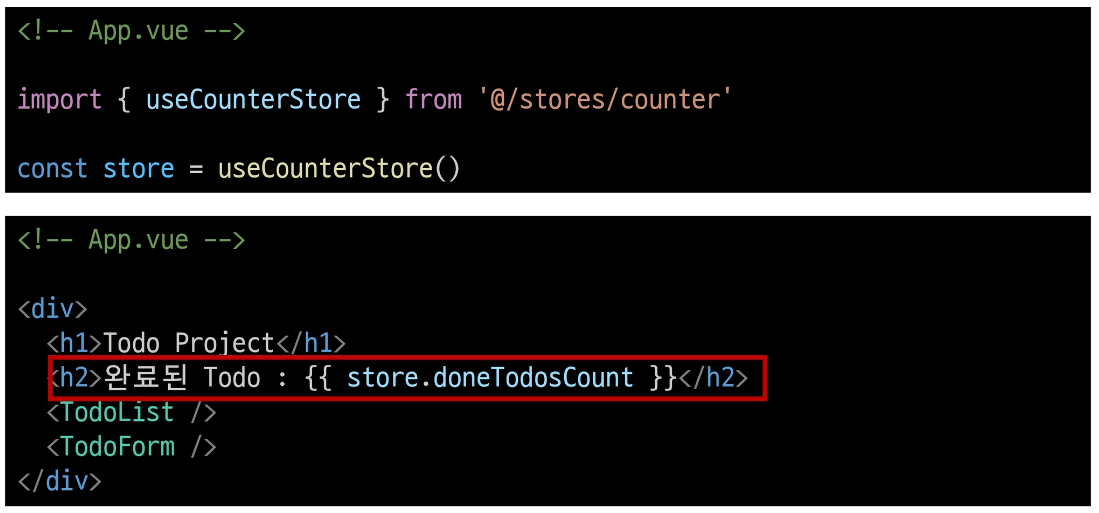 <!-- App.vue -->
import { useCounterStore } from '@/stores/counter'
const store = useCounterStore()
<!-- App.vue -->
<div>
<h1>Todo Project</h1>
<h2>완료된 Todo : {{ store.doneTodosCount }}</h2>
<TodoList />
<TodoForm />
</div>